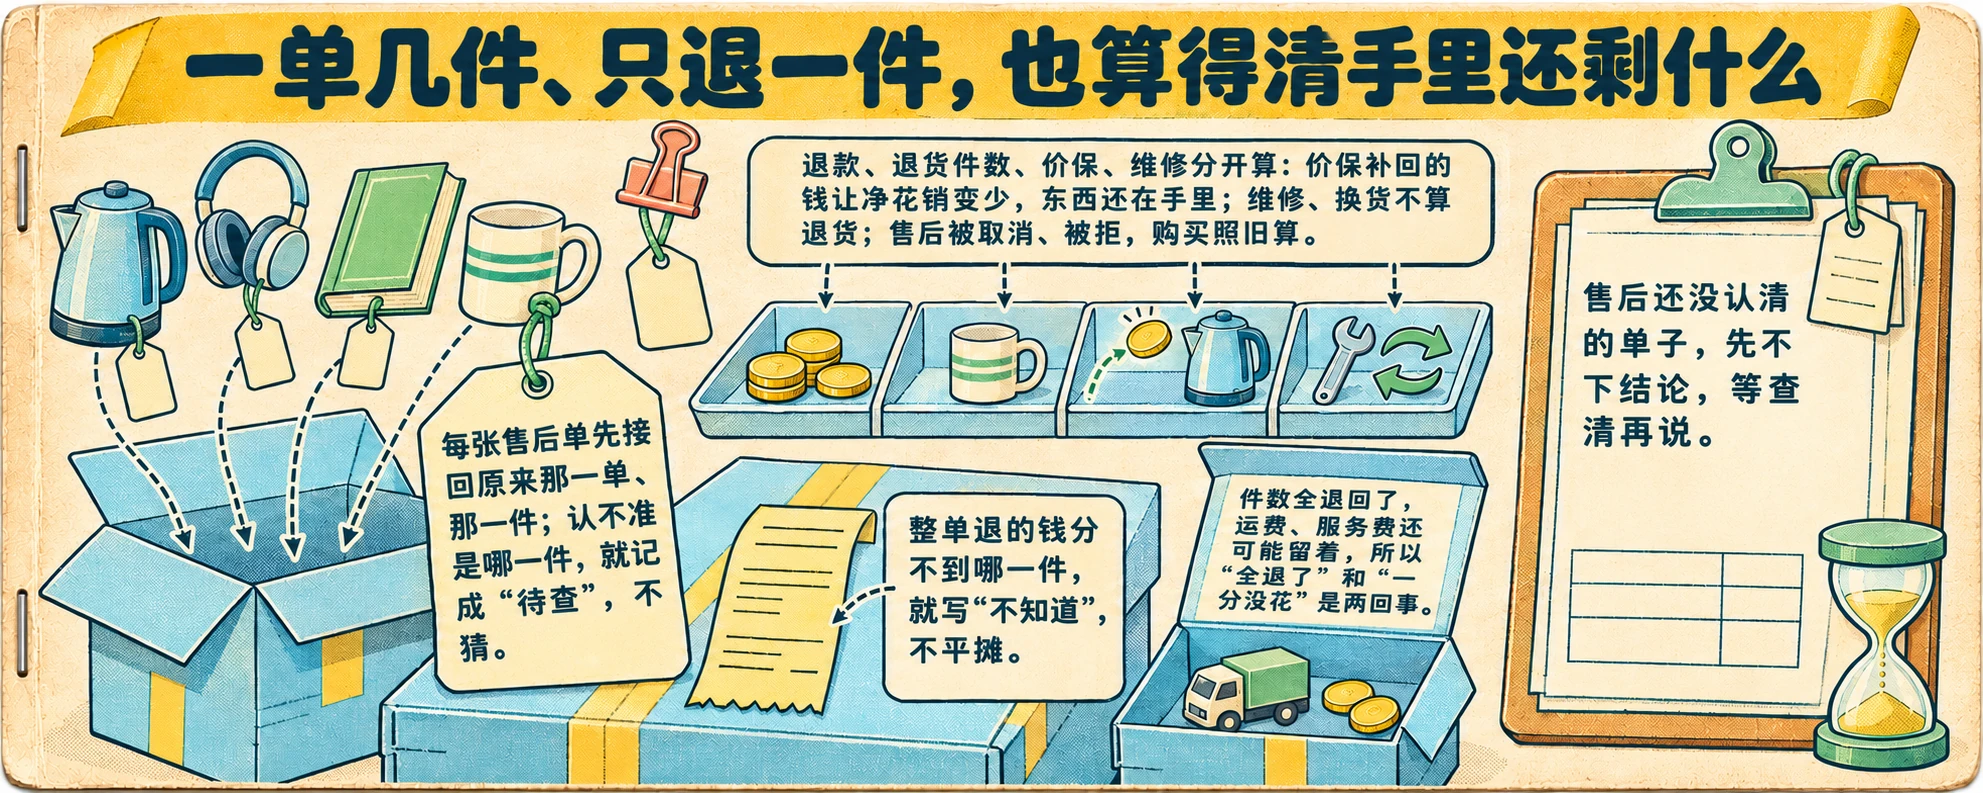 一单几件、只退一件，也算得清手里还剩什么
退款、退货件数、价保、维修分开算：价保补回的
钱让净花销变少，东西还在手里；维修、换货不算
退货；售后被取消、被拒，购买照旧算。
每张售后单先接
回原来那一单、
那一件；认不准
是哪一件，就记
成“待查”，不
猜。
整单退的钱分
不到哪一件，
就写“不知道”，
不平摊。
件数全退回了，
运费、服务费还
可能留着，所以
“全退了”和“一
分没花”是两回事。
售后还没认清
的单子，先不
下结论，等查
清再说。